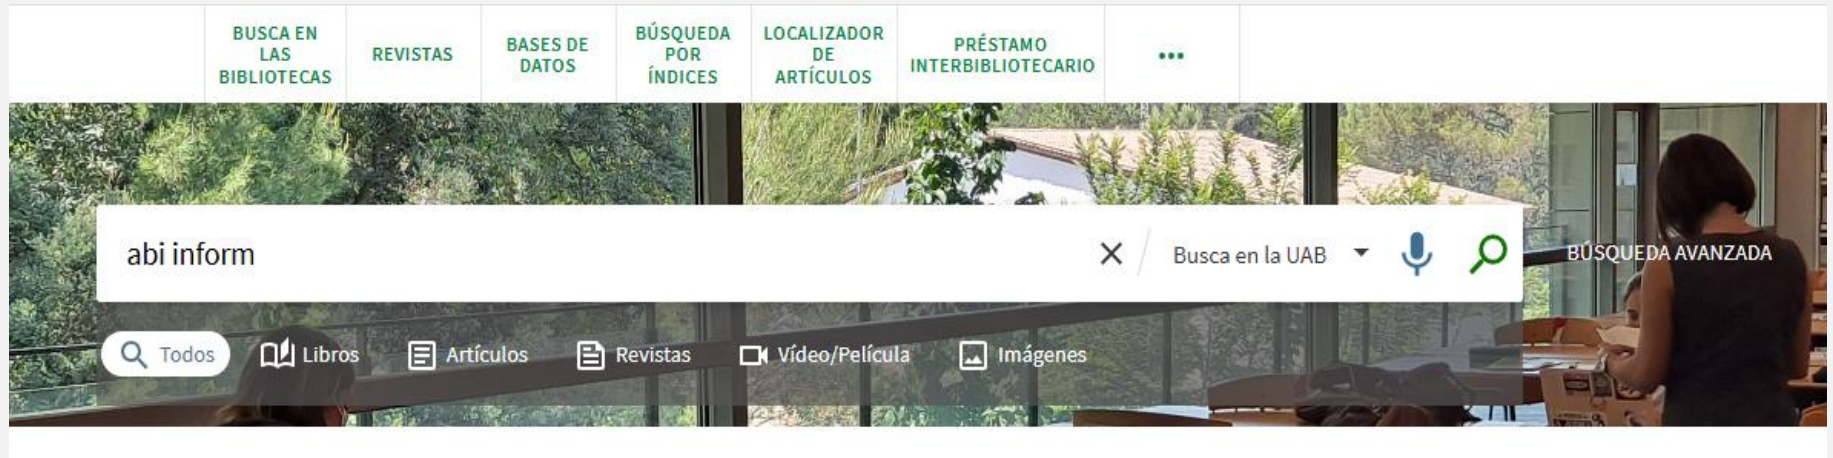 BUSCA EN
LAS
BIBLIOTECAS
REVISTAS
BASES DE
DATOS
BÚSQUEDA
POR
ÍNDICES
LOCALIZADOR
DE
ARTÍCULOS
PRÉSTAMO
INTERBIBLIOTECARIO
•••
abi inform
Busca en la UAB
BÚSQUEDA AVANZADA
Todos
Libros
Artículos
Revistas
Vídeo/Película
Imágenes